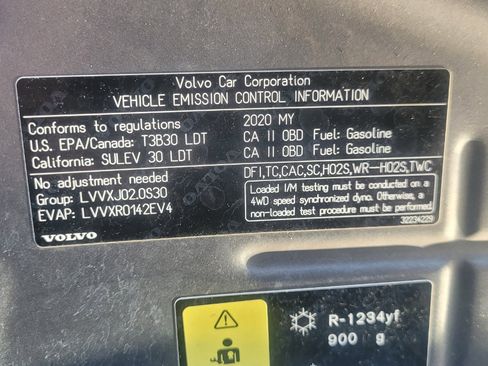 Volvo Car Corporation
VEHICLE EMISSION CONTROL INFORMATION
Conforms to regulations 2020 MY
U.S. EPA/Canada: T3B30 LDT CA II OBD Fuel: Gasoline
California: SULEV 30 LDT CA II OBD Fuel: Gasoline
No adjustment needed DFI,TC,CAC,SC,HO2S,WR-HO2S,TWC
Group: LVVXJ02.0S30
EVAP: LVVXR0142EV4
Loaded I/M testing must be conducted on a
4WD speed synchronized dyno. Otherwise, a
non-loaded test procedure must be performed.
32234229
VOLVO
R-1234yf
900 g